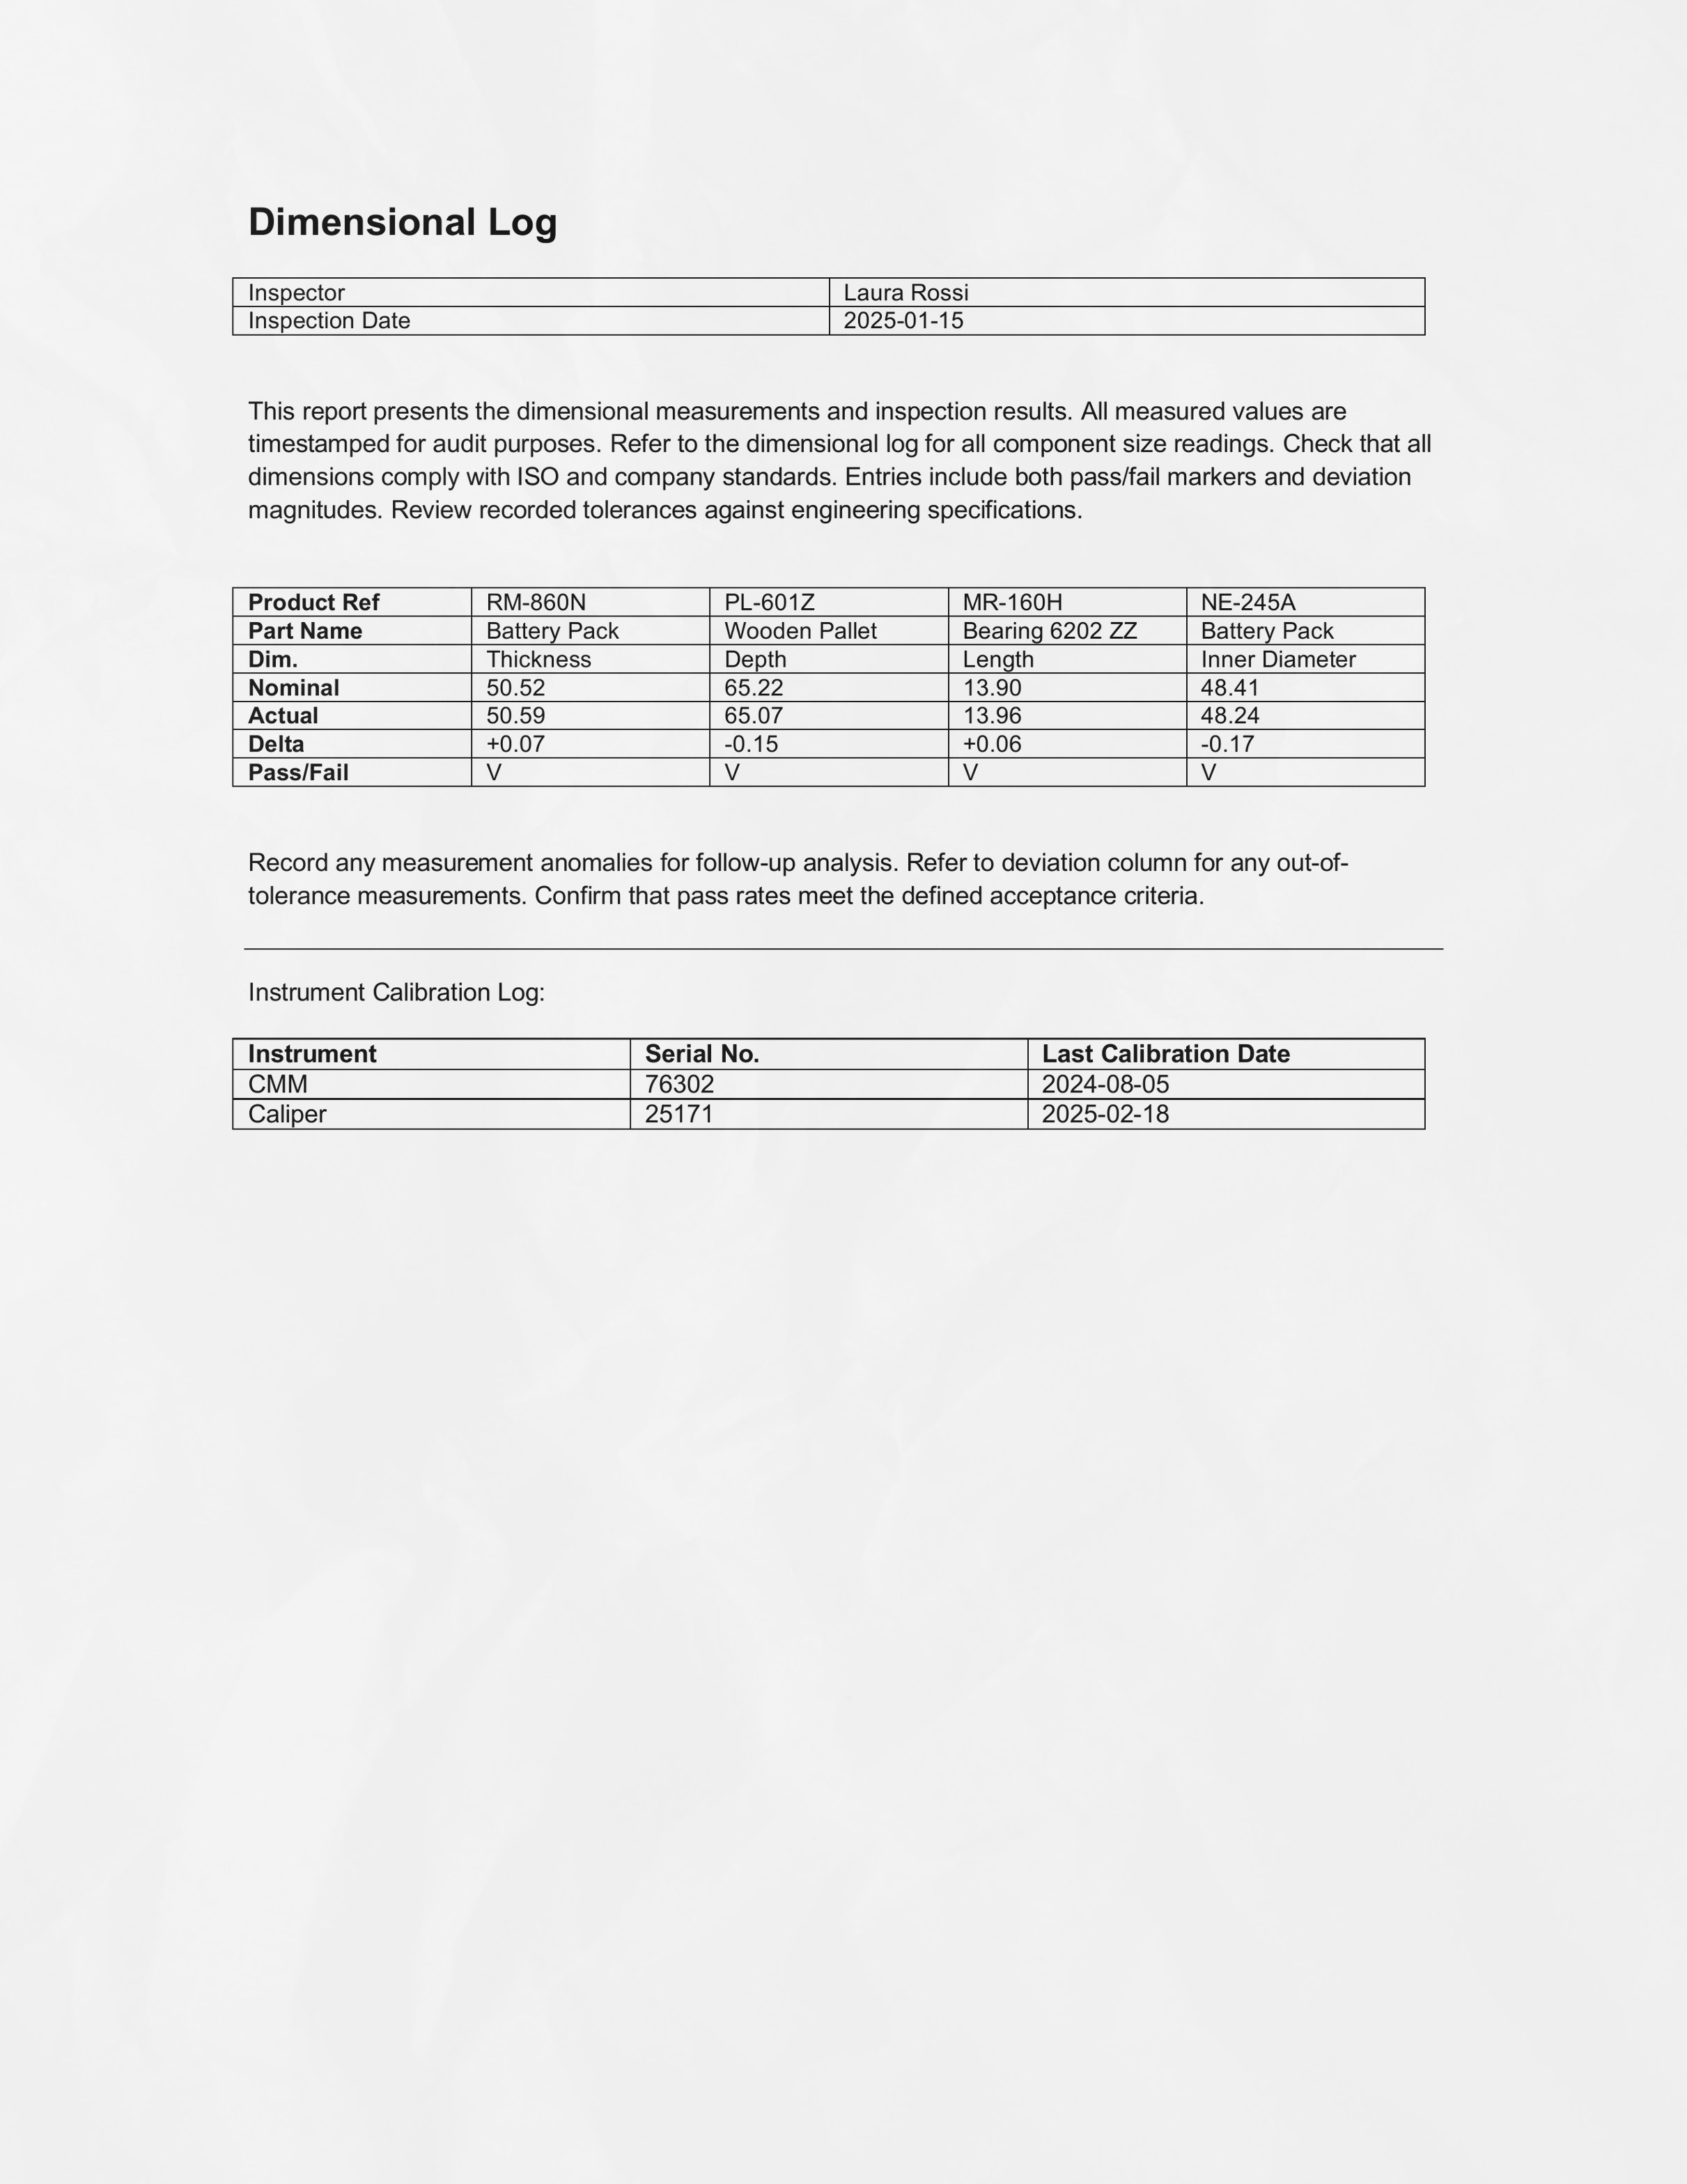 Dimensional Log
Inspector Laura Rossi
Inspection Date 2025-01-15
This report presents the dimensional measurements and inspection results. All measured values are
timestamped for audit purposes. Refer to the dimensional log for all component size readings. Check that all
dimensions comply with ISO and company standards. Entries include both pass/fail markers and deviation
magnitudes. Review recorded tolerances against engineering specifications.
Product Ref RM-860N PL-601Z MR-160H NE-245A
Part Name Battery Pack Wooden Pallet Bearing 6202 ZZ Battery Pack
Dim. Thickness Depth Length Inner Diameter
Nominal 50.52 65.22 13.90 48.41
Actual 50.59 65.07 13.96 48.24
Delta +0.07 -0.15 +0.06 -0.17
Pass/Fail V V V V
Record any measurement anomalies for follow-up analysis. Refer to deviation column for any out-of-
tolerance measurements. Confirm that pass rates meet the defined acceptance criteria.
Instrument Calibration Log:
Instrument Serial No. Last Calibration Date
CMM 76302 2024-08-05
Caliper 25171 2025-02-18